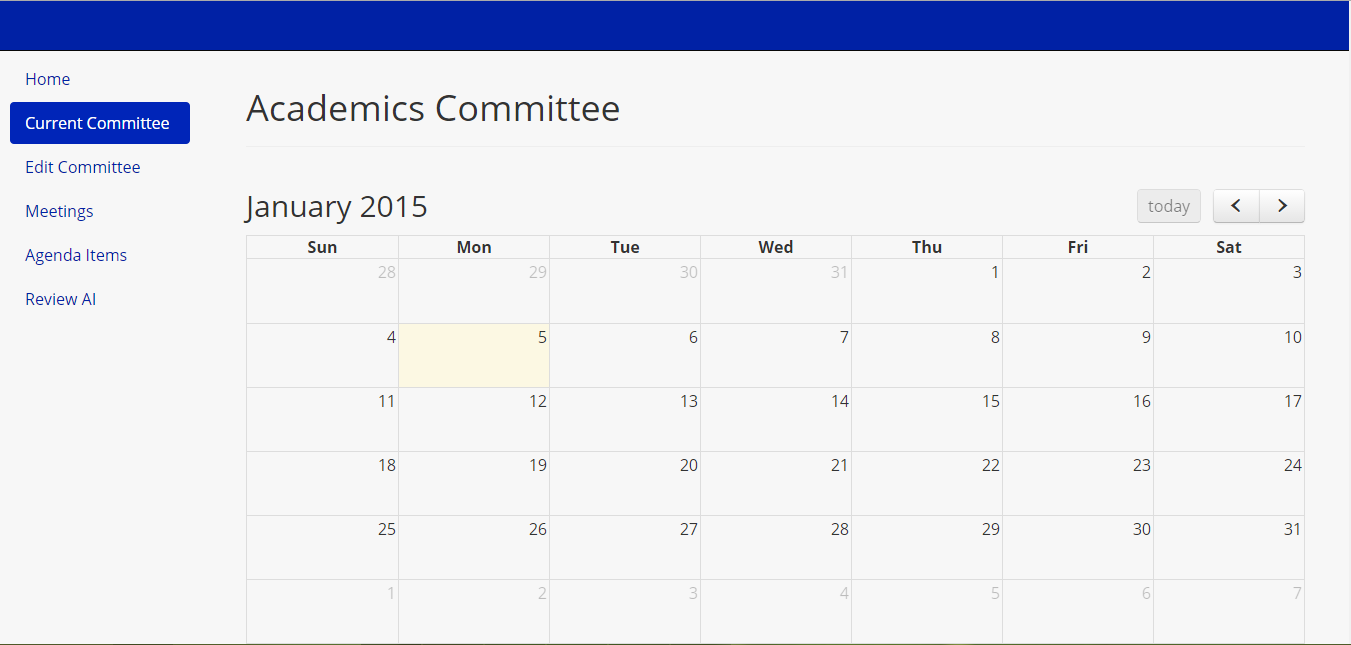 Home
Current Committee
Edit Committee
Meetings
Agenda Items
Review AI
Academics Committee
January 2015
today
Sun Mon Tue Wed Thu Fri Sat
28 29 30 31 1 2 3
4 5 6 7 8 9 10
11 12 13 14 15 16 17
18 19 20 21 22 23 24
25 26 27 28 29 30 31
1 2 3 4 5 6 7